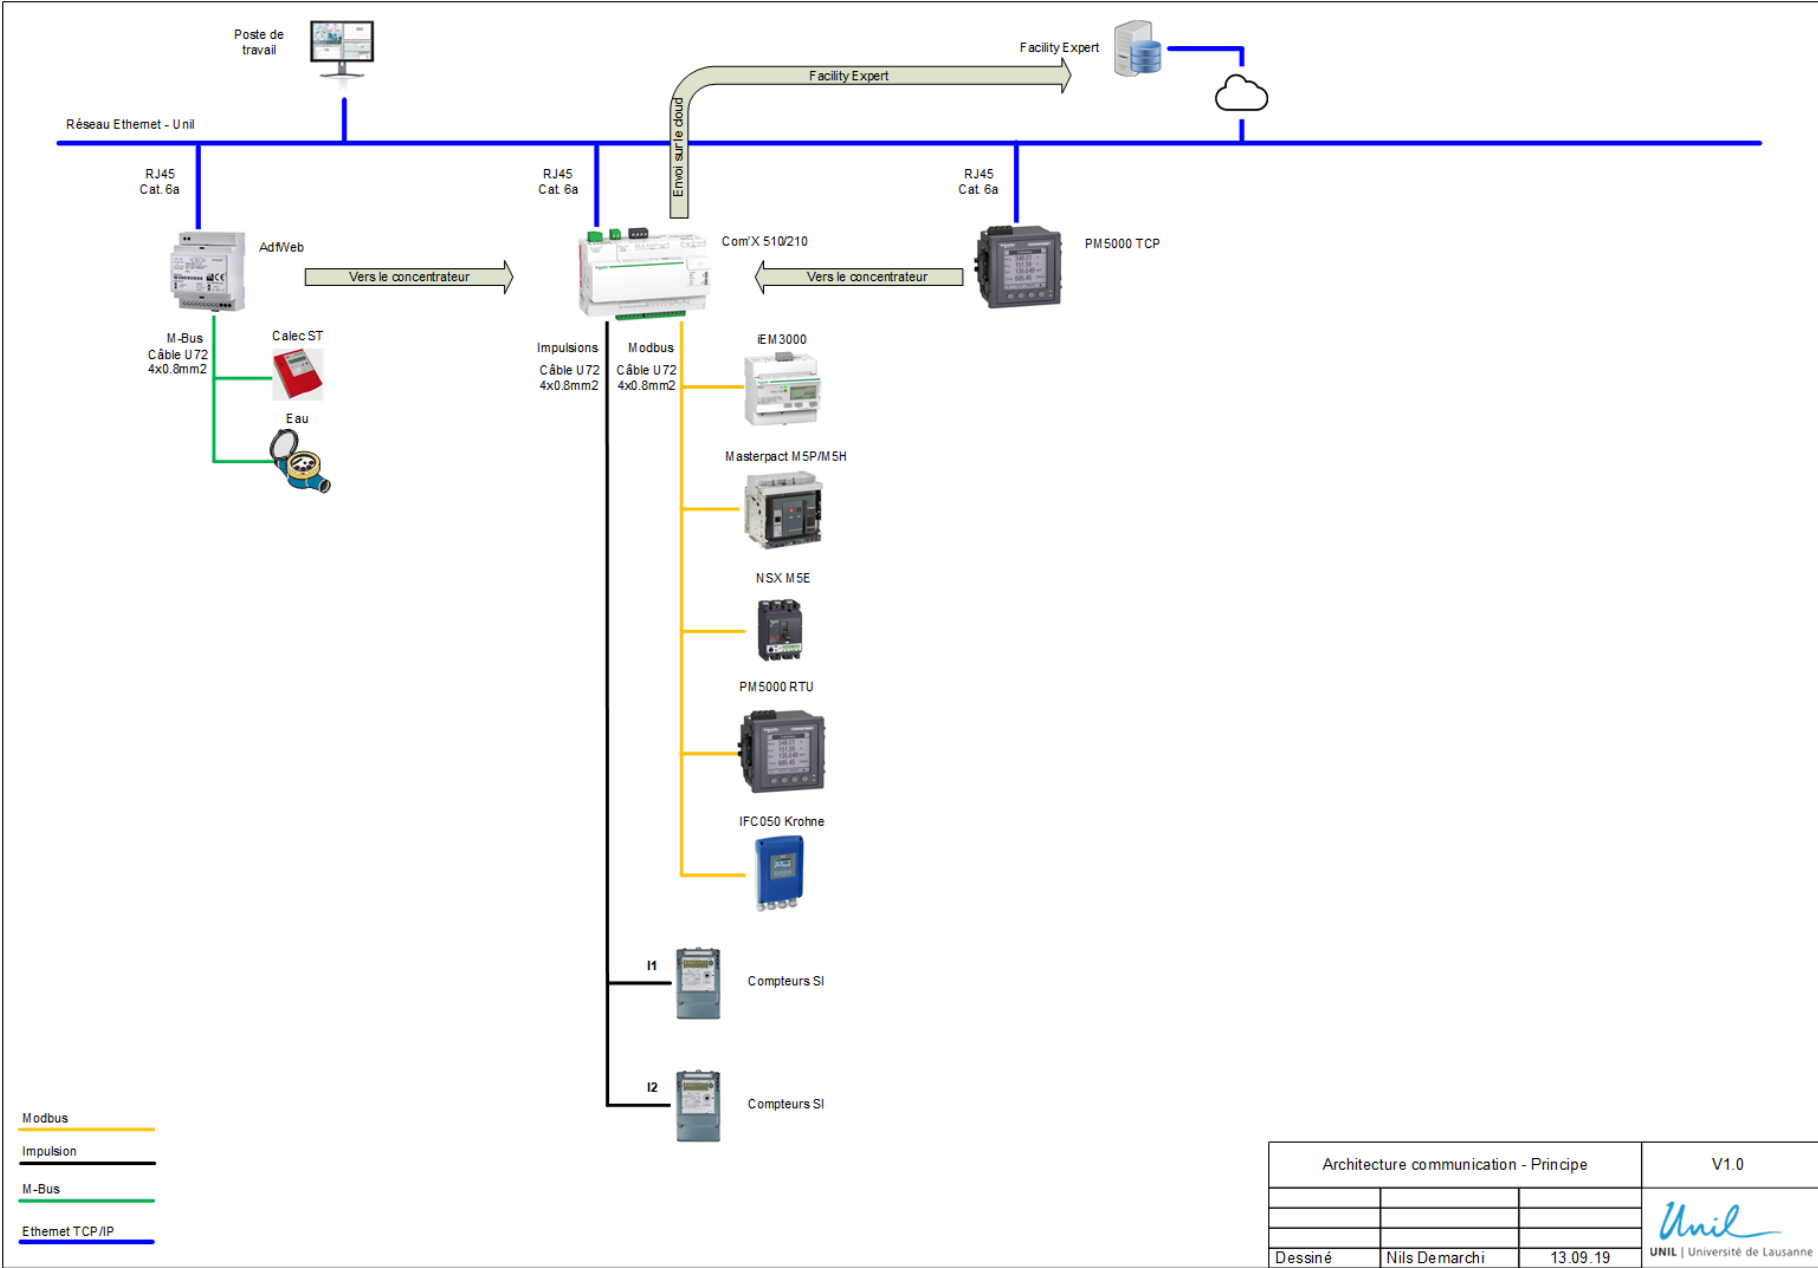 Poste de
travail
Facility Expert
Facility Expert
Envoi sur le cloud
Réseau Ethernet - Unil
RJ45
Cat. 6a
RJ45
Cat. 6a
RJ45
Cat. 6a
AdfWeb
Com'X 510/210
PM5000 TCP
Vers le concentrateur
Vers le concentrateur
M-Bus
Câble U72
4x0.8mm2
Calec ST
Eau
Impulsions
Câble U72
4x0.8mm2
Modbus
Câble U72
4x0.8mm2
iEM3000
Masterpact M5P/M5H
NSX M5E
PM5000 RTU
IFC050 Krohne
I1
Compteurs SI
I2
Compteurs SI
Modbus
Impulsion
M-Bus
Ethernet TCP/IP
Architecture communication - Principe
V1.0
Dessiné
Nils Demarchi
13.09.19
Unil
UNIL | Université de Lausanne